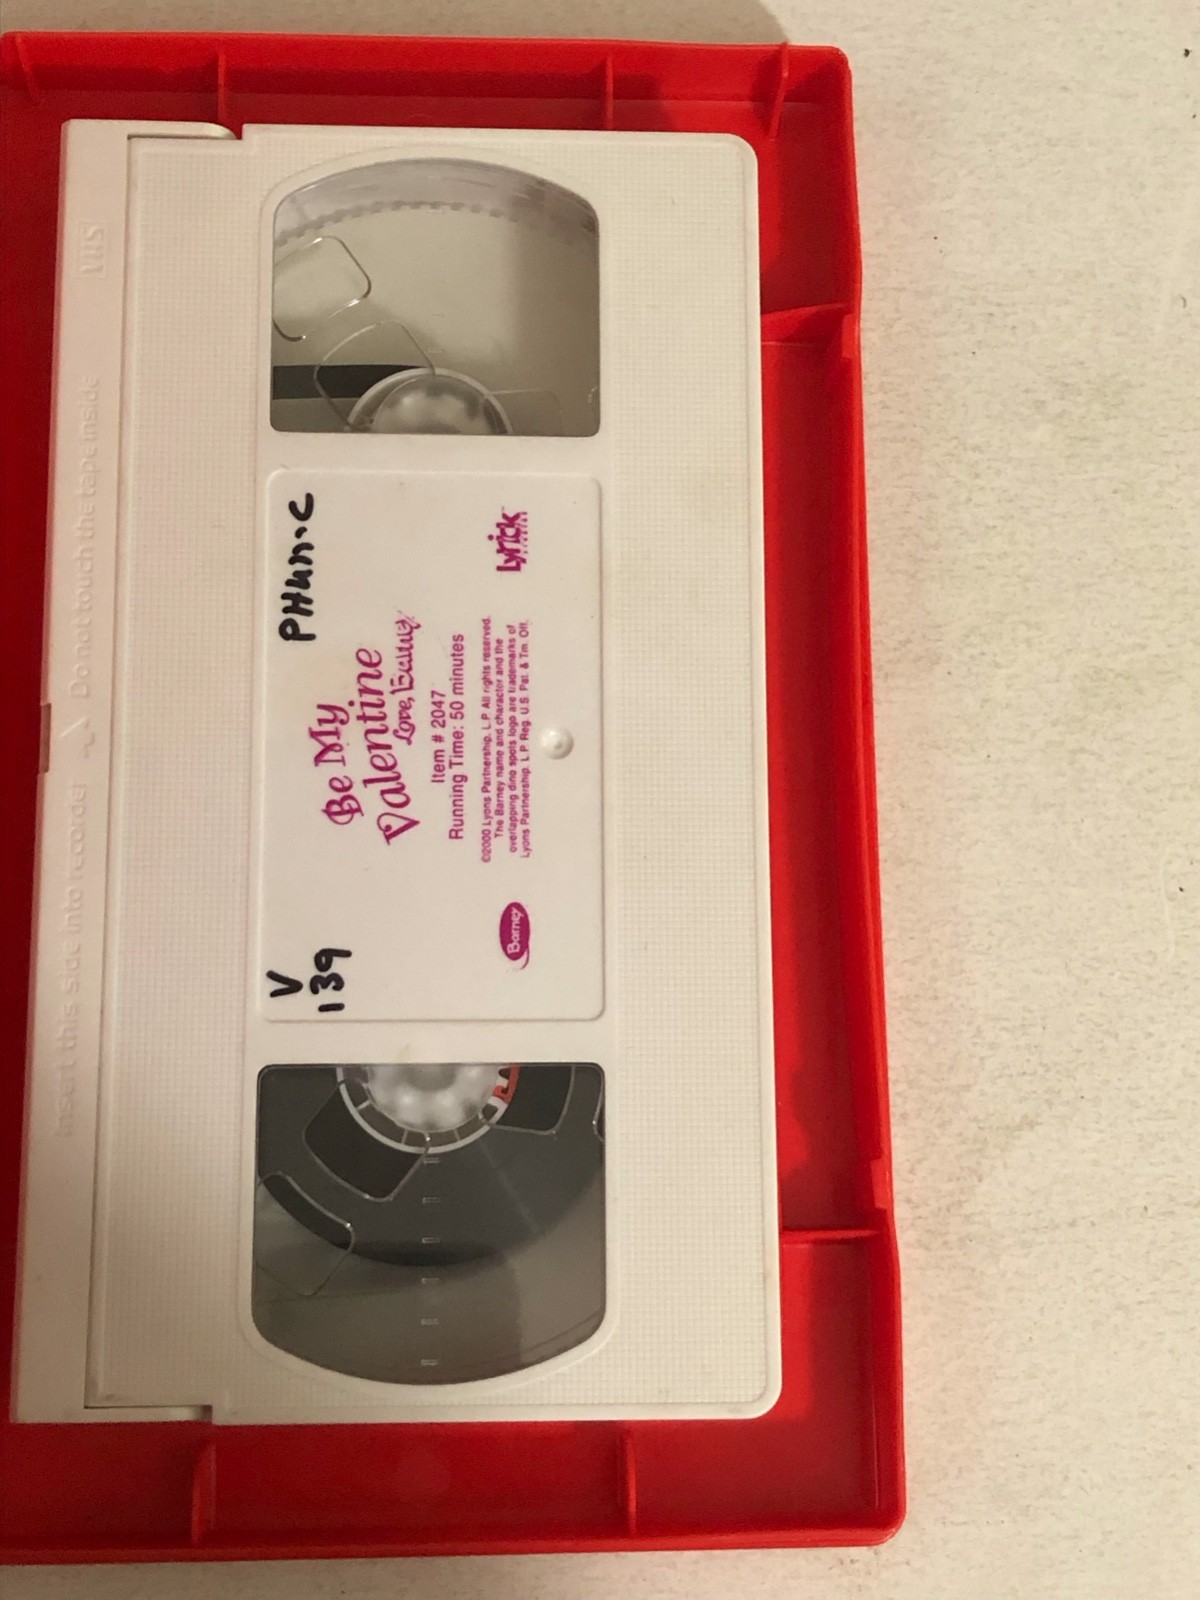 V
139
PHum.c
Be My
Valentine
Love, Barney
Item # 2047
Running Time: 50 minutes
©2000 Lyons Partnership, L.P. All rights reserved.
The Barney name and character and the
overlapping dino spots logo are trademarks of
Lyons Partnership, L.P. Reg. U.S. Pat. & Tm. Off.
Barney
Lyrick
Insert this side into recorder
Do not touch the tape inside
VHS